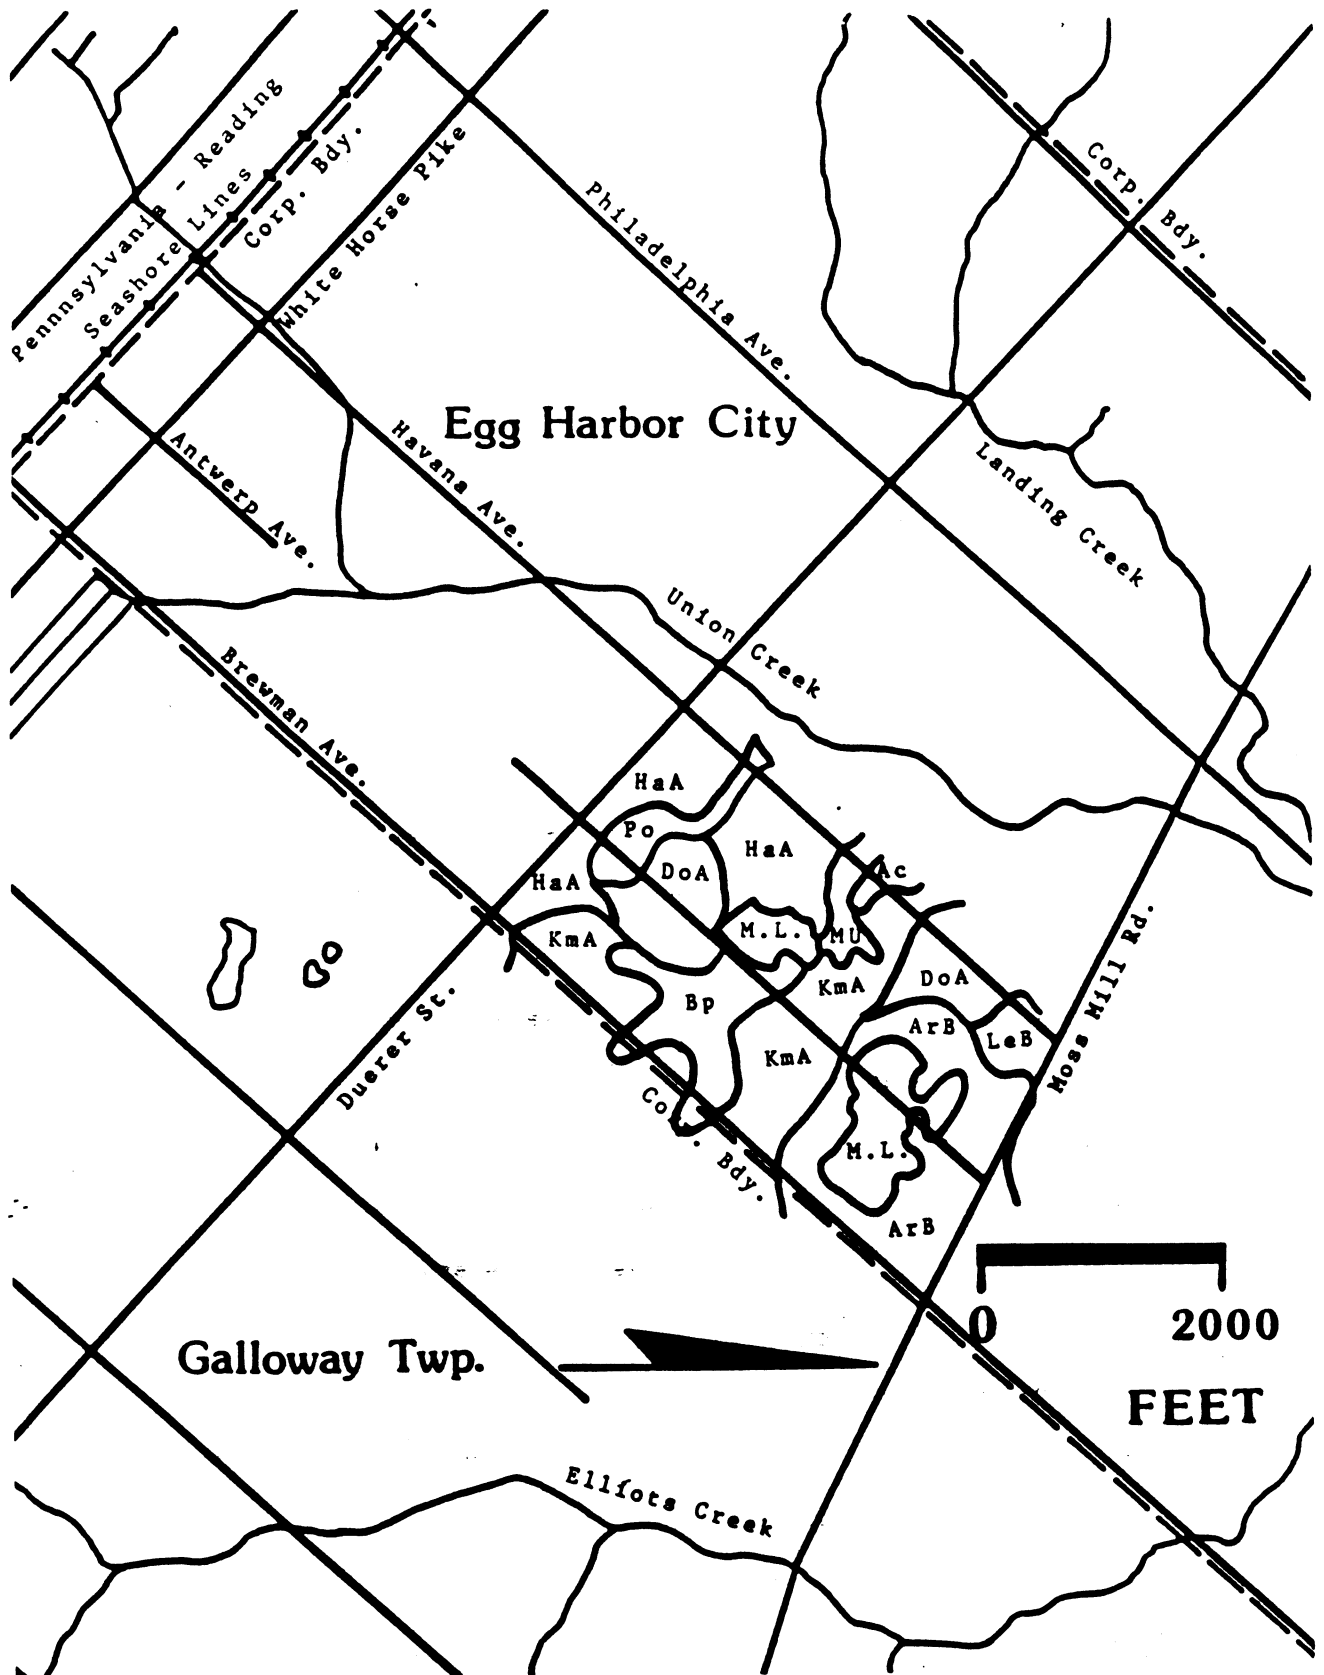 Pennnsylvania - Reading
Seashore Lines
Corp. Bdy.
White Horse Pike
Philadelphia Ave.
Corp. Bdy.
Egg Harbor City
Havana Ave.
Antwerp Ave.
Landing Creek
Union Creek
Brewman Ave.
HaA
Po
HaA
DoA
Ac
HaA
M.L.
MU
KmA
DoA
KmA
Bp
ArB
LeB
KmA
Moss Mill Rd.
Duerer St.
Bdy.
M.L.
ArB
0 2000
FEET
Galloway Twp.
Elliots Creek